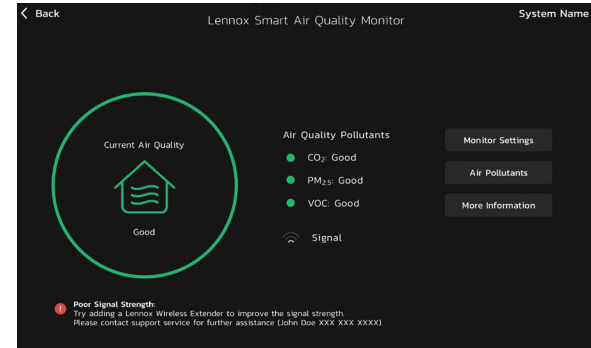 Back
Lennox Smart Air Quality Monitor
System Name
Current Air Quality
Good
Air Quality Pollutants
CO₂: Good
PM₂.₅: Good
VOC: Good
Signal
Monitor Settings
Air Pollutants
More Information
Poor Signal Strength:
Try adding a Lennox Wireless Extender to improve the signal strength.
Please contact support service for further assistance (John Doe XXX XXX XXXX).